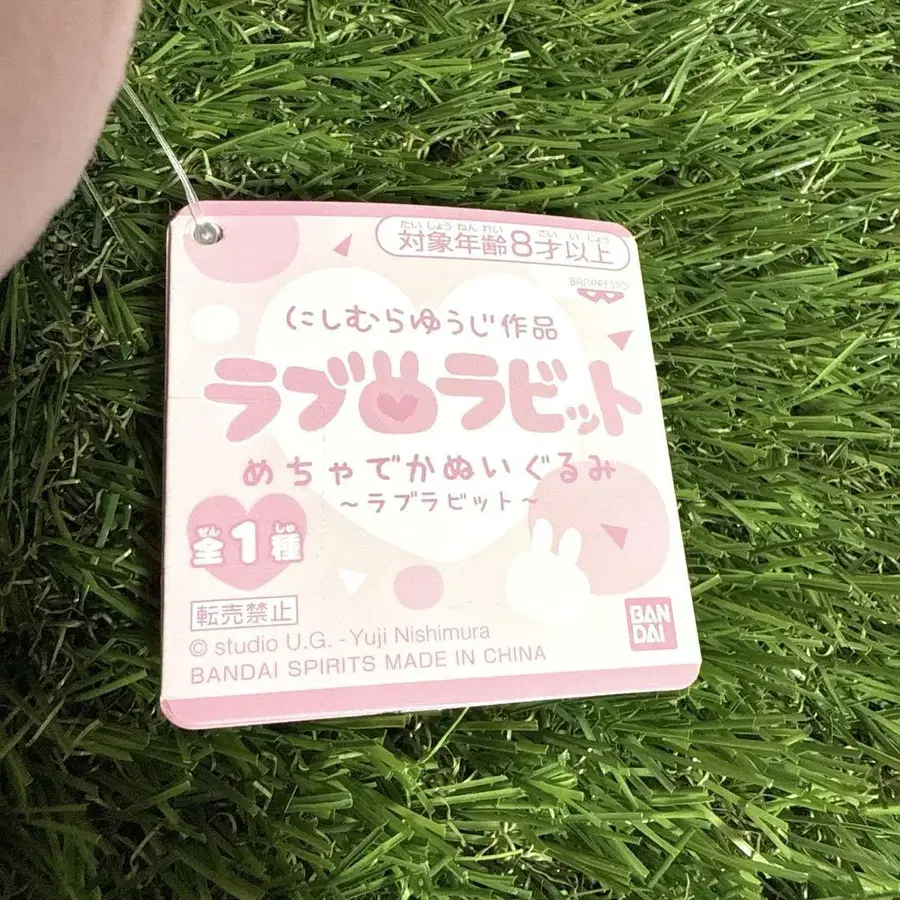 たいしょうねんれい さいいじょう
対象年齢8才以上
BANPRESTO
にしむらゆうじ作品
ラブラビット
めちゃでかぬいぐるみ
〜ラブラビット〜
ぜん しゅ
全1種
転売禁止
© studio U.G. - Yuji Nishimura
BANDAI SPIRITS MADE IN CHINA
BAN
DAI